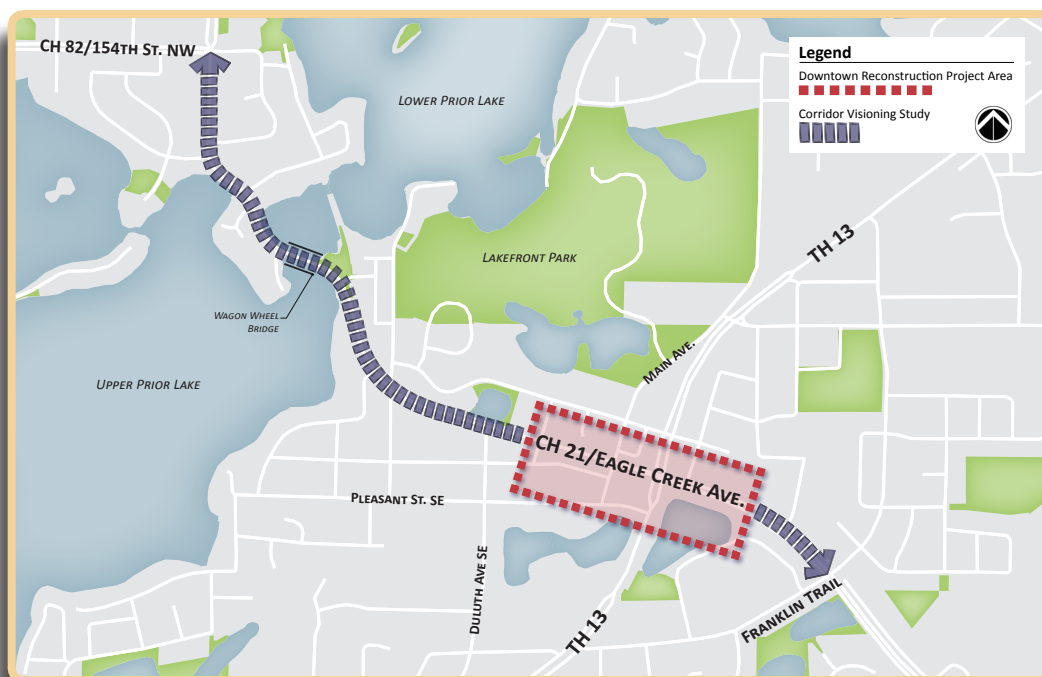 CH 82/154TH ST. NW
LOWER PRIOR LAKE
Legend
Downtown Reconstruction Project Area
Corridor Visioning Study
TH 13
LAKEFRONT PARK
WAGON WHEEL
BRIDGE
UPPER PRIOR LAKE
MAIN AVE.
CH 21/EAGLE CREEK AVE.
PLEASANT ST. SE
DULUTH AVE SE
TH 13
FRANKLIN TRAIL